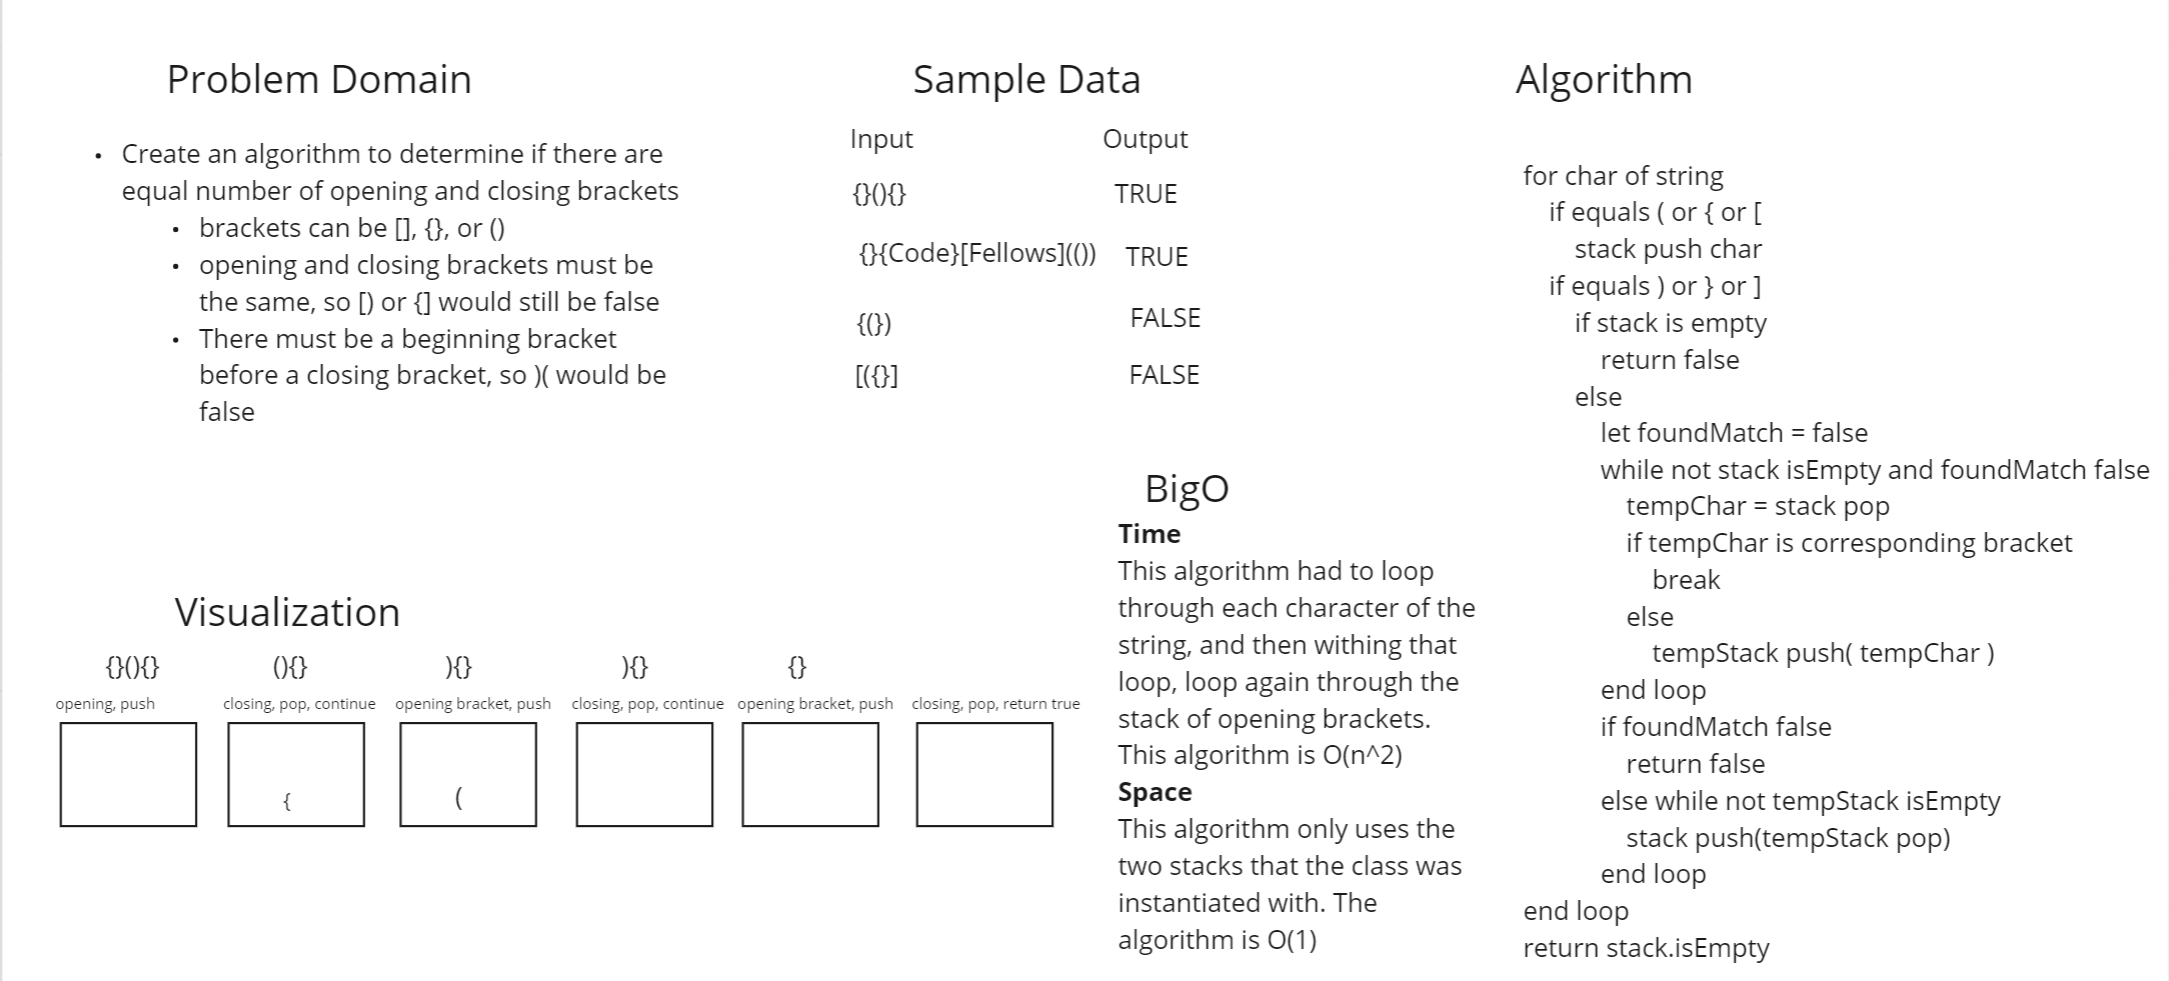 Problem Domain
• Create an algorithm to determine if there are
equal number of opening and closing brackets
• brackets can be [], {}, or ()
• opening and closing brackets must be
the same, so [) or {] would still be false
• There must be a beginning bracket
before a closing bracket, so )( would be
false
Sample Data
Input Output
{}(){} TRUE
{}{Code}[Fellows](()) TRUE
{(}) FALSE
[({}] FALSE
Visualization
{}(){} (){} ){} ){} {}
opening, push closing, pop, continue opening bracket, push closing, pop, continue opening bracket, push closing, pop, return true
{ (
BigO
Time
This algorithm had to loop
through each character of the
string, and then withing that
loop, loop again through the
stack of opening brackets.
This algorithm is O(n^2)
Space
This algorithm only uses the
two stacks that the class was
instantiated with. The
algorithm is O(1)
Algorithm
for char of string
if equals ( or { or [
stack push char
if equals ) or } or ]
if stack is empty
return false
else
let foundMatch = false
while not stack isEmpty and foundMatch false
tempChar = stack pop
if tempChar is corresponding bracket
break
else
tempStack push( tempChar )
end loop
if foundMatch false
return false
else while not tempStack isEmpty
stack push(tempStack pop)
end loop
end loop
return stack.isEmpty